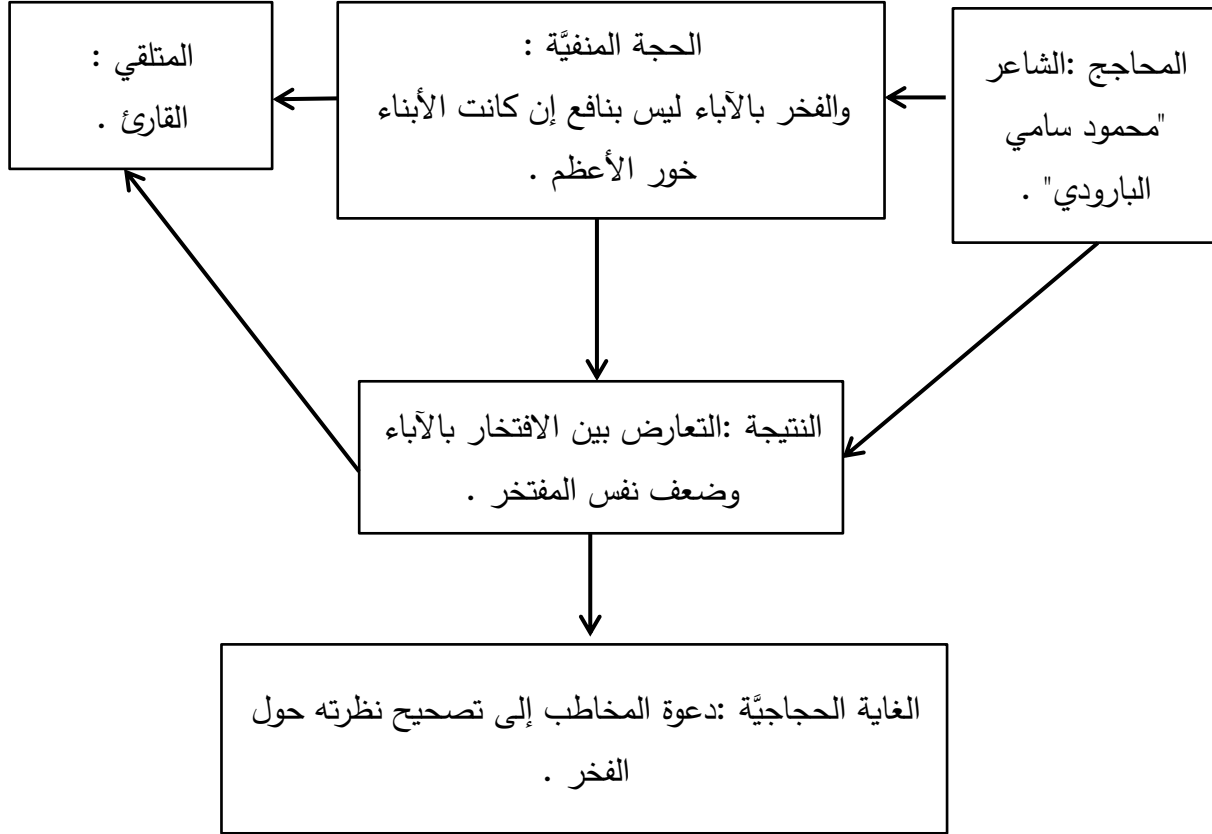 المحاجج :الشاعر
"محمود سامي
البارودي" .
الحجة المنفيَّة :
والفخر بالآباء ليس بنافع إن كانت الأبناء
خور الأعظم .
المتلقي :
القارئ .
النتيجة :التعارض بين الافتخار بالآباء
وضعف نفس المفتخر .
الغاية الحجاجيَّة :دعوة المخاطب إلى تصحيح نظرته حول
الفخر .